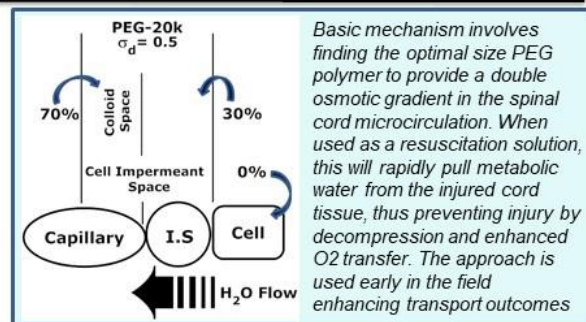 PEG-20k
σd= 0.5
70%
Colloid
Space
30%
Cell Impermeant
Space
0%
Capillary
I.S
Cell
H2O Flow
Basic mechanism involves
finding the optimal size PEG
polymer to provide a double
osmotic gradient in the spinal
cord microcirculation. When
used as a resuscitation solution,
this will rapidly pull metabolic
water from the injured cord
tissue, thus preventing injury by
decompression and enhanced
O2 transfer. The approach is
used early in the field
enhancing transport outcomes